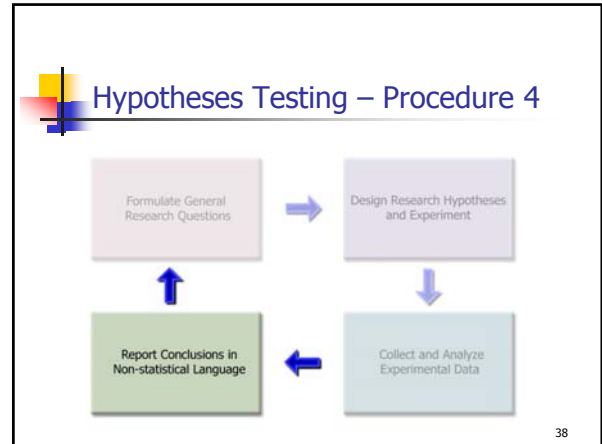 Hypotheses Testing – Procedure 4
Formulate General
Research Questions
Design Research Hypotheses
and Experiment
Report Conclusions in
Non-statistical Language
Collect and Analyze
Experimental Data
38